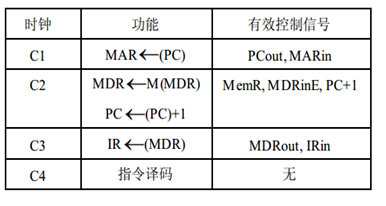 时钟 功能 有效控制信号
C1 MAR←(PC) PCout, MARin
C2 MDR←M(MDR) MemR, MDRinE, PC+1
PC←(PC)+1
C3 IR←(MDR) MDRout, IRin
C4 指令译码 无